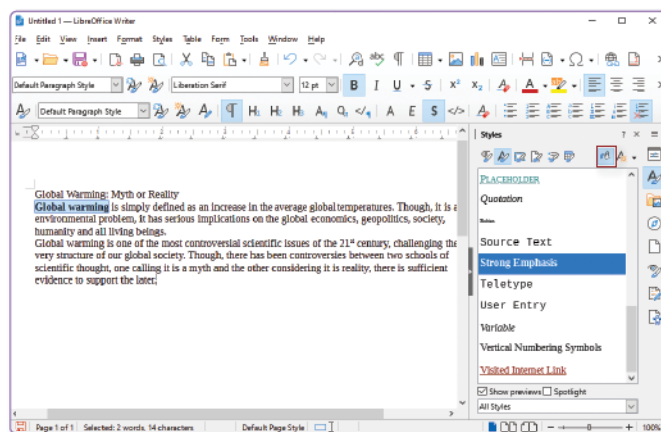 Untitled 1 — LibreOffice Writer
File Edit View Insert Format Styles Table Form Tools Window Help
Default Paragraph Style Liberation Serif 12 pt B I U S X² X₂ A A
Default Paragraph Style H₁ H₂ H₃ A E S </>
Styles ? ×
Global Warming: Myth or Reality
Global warming is simply defined as an increase in the average global temperatures. Though, it is a
environmental problem, it has serious implications on the global economics, geopolitics, society,
humanity and all living beings.
Global warming is one of the most controversial scientific issues of the 21st cennury, challenging the
very structure of our global society. Though, there has been controversies between two schools of
scientific thought, one calling it is a myth and the other considering it is reality, there is sufficient
evidence to support the later.
PLACEHOLDER
Quotation
Source Text
Strong Emphasis
Teletype
User Entry
Variable
Vertical Numbering Symbols
Visited Internet Link
Show previews Spotlight
All Styles
Page 1 of 1 Selected: 2 words, 14 characters Default Page Style 100%